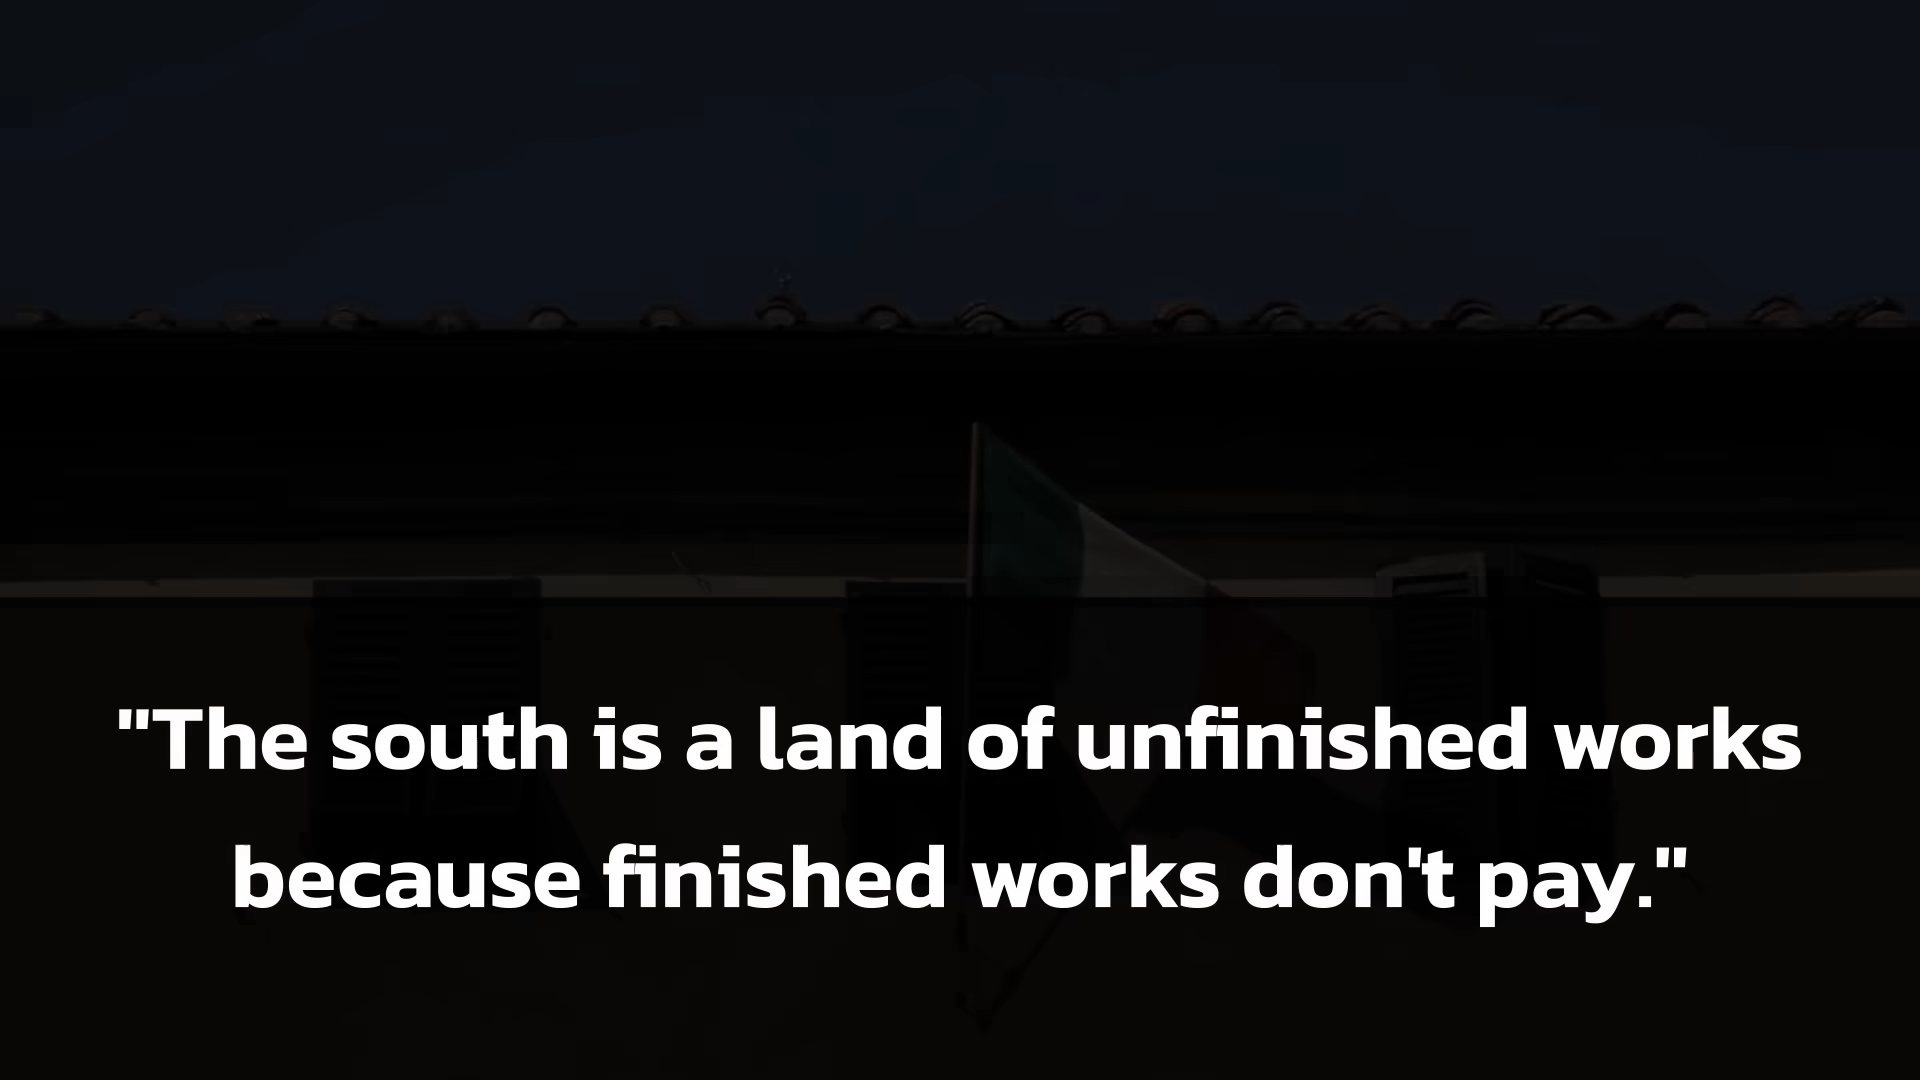 "The south is a land of unfinished works
because finished works don't pay."